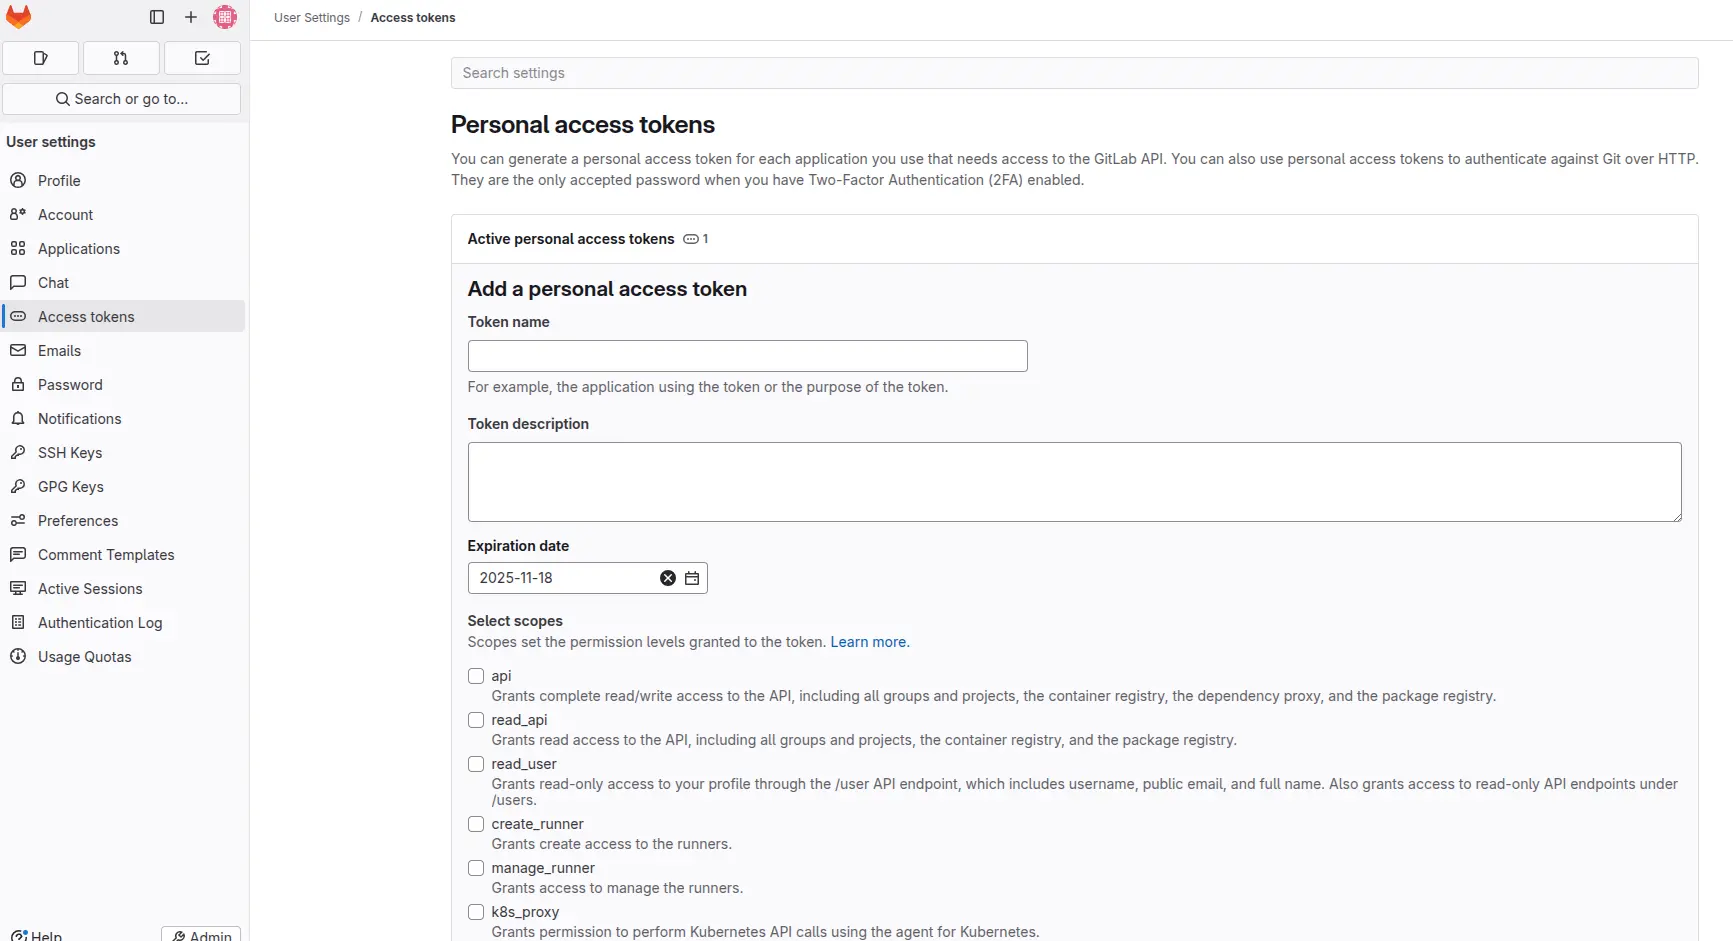 User Settings / Access tokens
Search or go to...
User settings
Profile
Account
Applications
Chat
Access tokens
Emails
Password
Notifications
SSH Keys
GPG Keys
Preferences
Comment Templates
Active Sessions
Authentication Log
Usage Quotas
Help
Admin
Search settings
Personal access tokens
You can generate a personal access token for each application you use that needs access to the GitLab API. You can also use personal access tokens to authenticate against Git over HTTP.
They are the only accepted password when you have Two-Factor Authentication (2FA) enabled.
Active personal access tokens 1
Add a personal access token
Token name
For example, the application using the token or the purpose of the token.
Token description
Expiration date
2025-11-18
Select scopes
Scopes set the permission levels granted to the token. Learn more.
api
Grants complete read/write access to the API, including all groups and projects, the container registry, the dependency proxy, and the package registry.
read_api
Grants read access to the API, including all groups and projects, the container registry, and the package registry.
read_user
Grants read-only access to your profile through the /user API endpoint, which includes username, public email, and full name. Also grants access to read-only API endpoints under
/users.
create_runner
Grants create access to the runners.
manage_runner
Grants access to manage the runners.
k8s_proxy
Grants permission to perform Kubernetes API calls using the agent for Kubernetes.